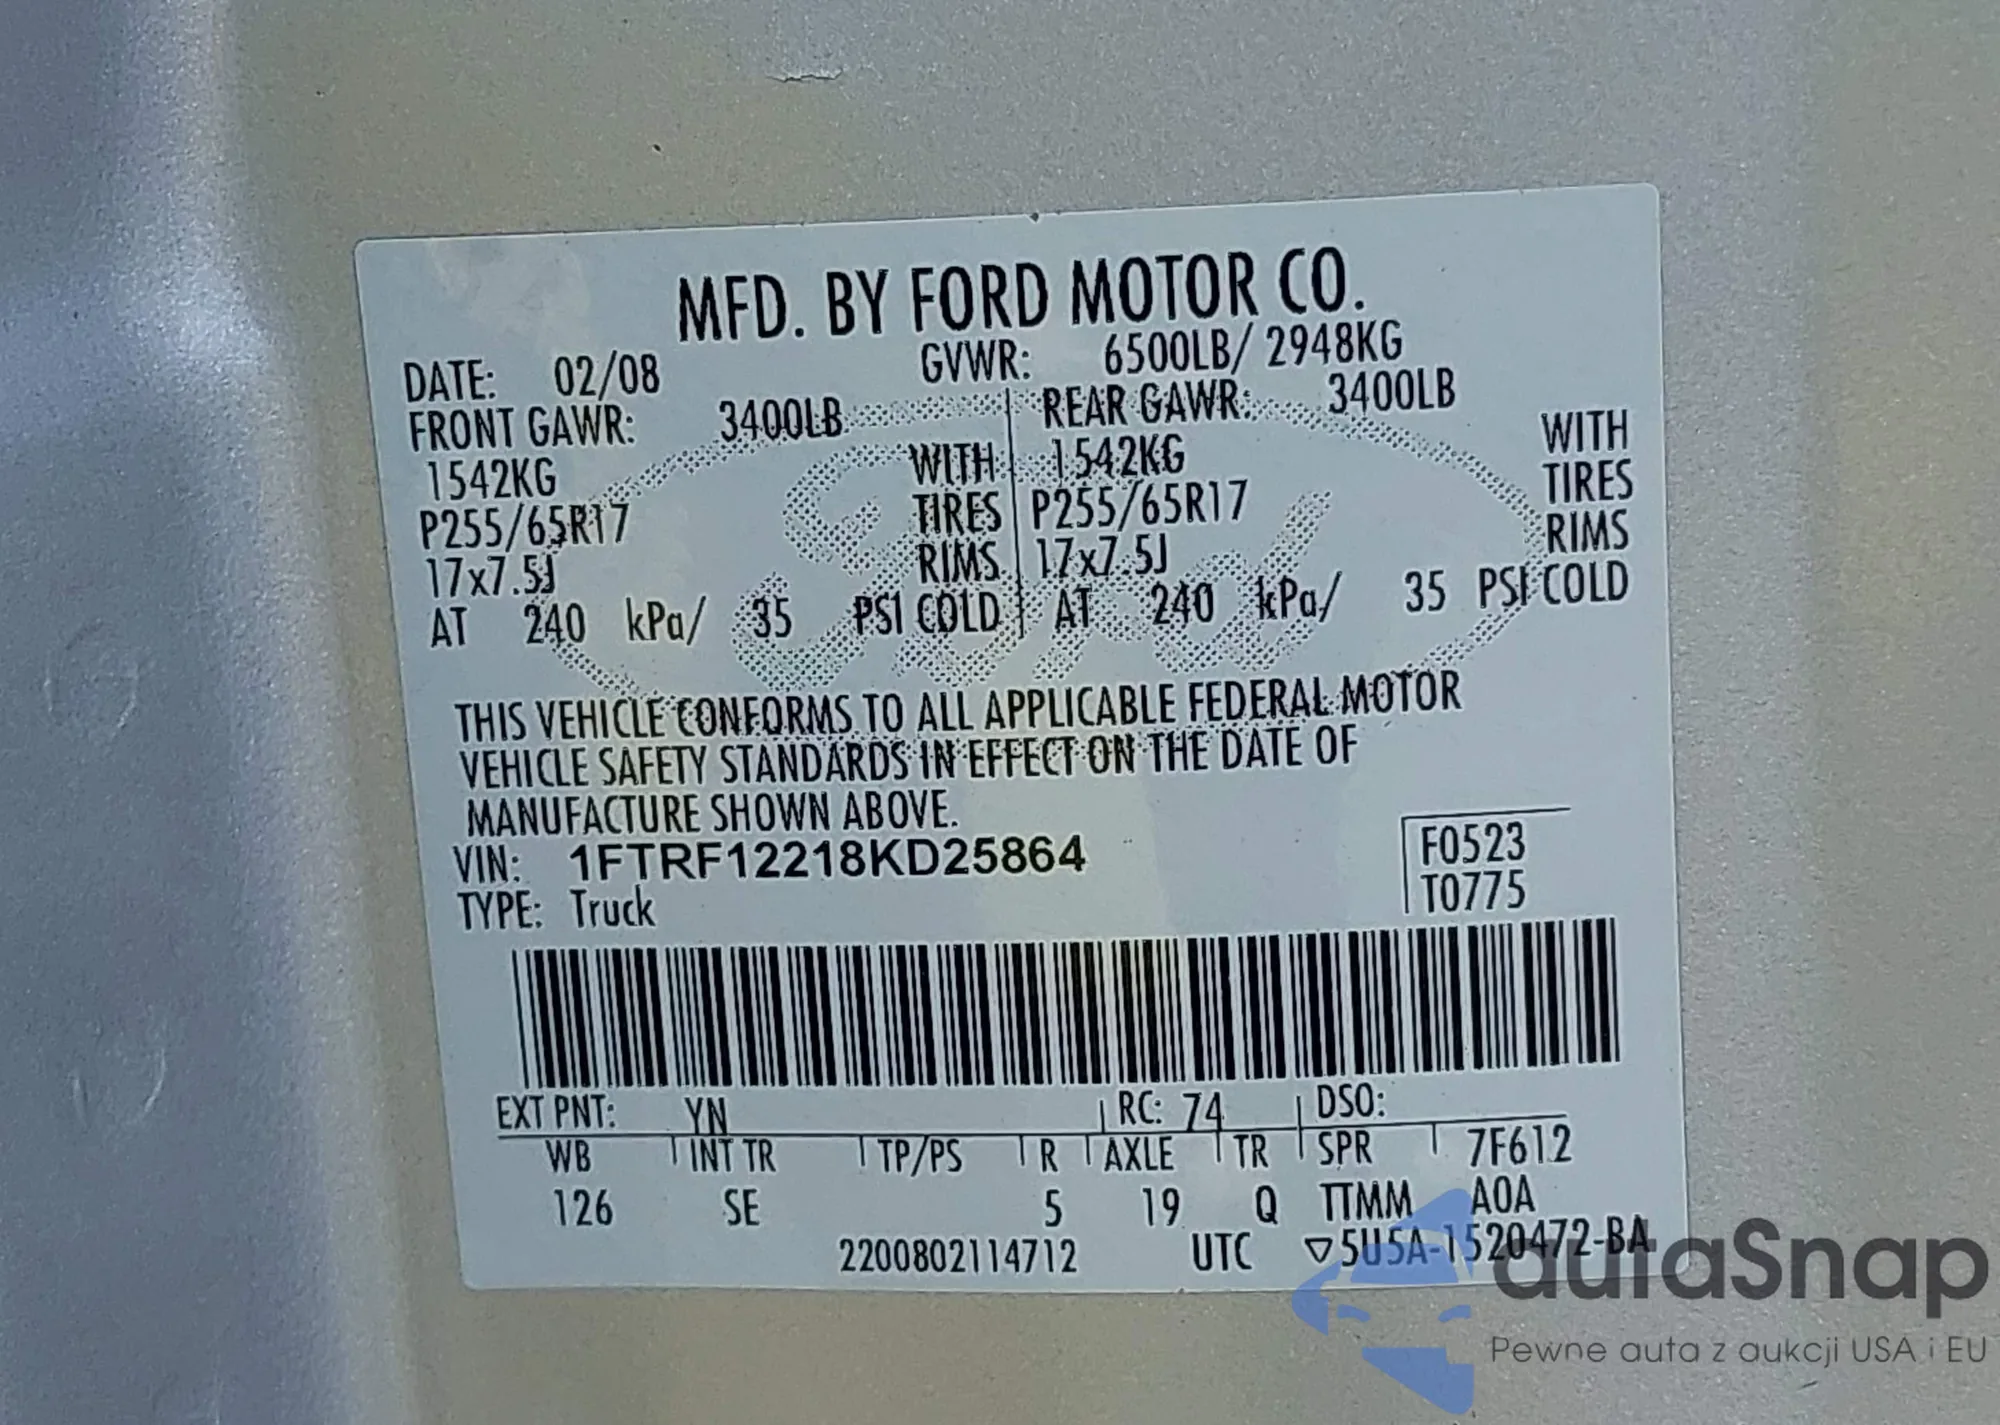 MFD. BY FORD MOTOR CO.
DATE: 02/08 GVWR: 6500LB/ 2948KG
FRONT GAWR: 3400LB REAR GAWR: 3400LB
1542KG WITH 1542KG WITH
P255/65R17 TIRES P255/65R17 TIRES
17x7.5J RIMS 17x7.5J RIMS
AT 240 kPa/ 35 PSI COLD AT 240 kPa/ 35 PSI COLD
Ford
THIS VEHICLE CONFORMS TO ALL APPLICABLE FEDERAL MOTOR
VEHICLE SAFETY STANDARDS IN EFFECT ON THE DATE OF
MANUFACTURE SHOWN ABOVE.
VIN: 1FTRF12218KD25864 F0523
TYPE: Truck T0775
EXT PNT: YN RC: 74 DSO:
WB INT TR TP/PS R AXLE TR SPR 7F612
126 SE 5 19 Q TTMM A0A
2200802114712 UTC ▽5U5A-1520472-BA
autaSnap
Pewne auta z aukcji USA i EU